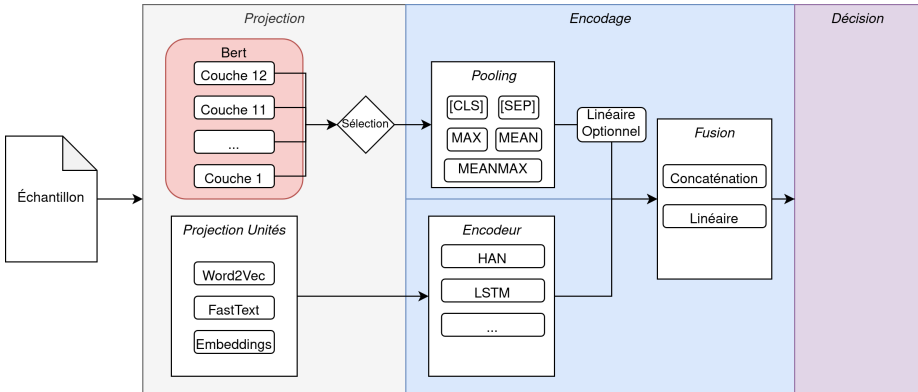 Projection
Encodage
Décision
Bert
Couche 12
Couche 11
...
Couche 1
Sélection
Pooling
[CLS]
[SEP]
MAX
MEAN
MEANMAX
Linéaire
Optionnel
Fusion
Concaténation
Linéaire
Échantillon
Projection Unités
Word2Vec
FastText
Embeddings
Encodeur
HAN
LSTM
...